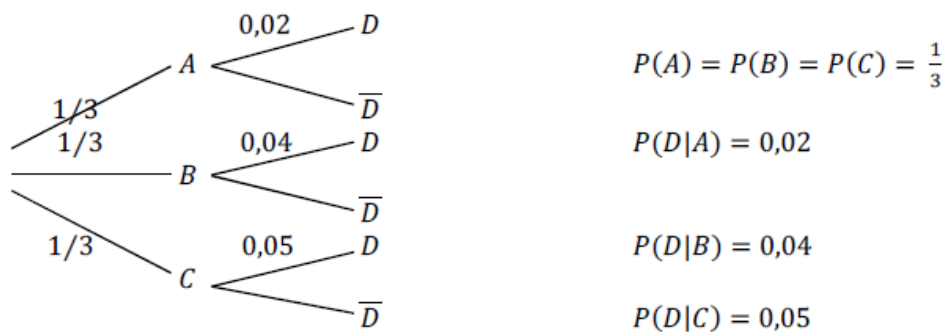 0,02 D
A P(A) = P(B) = P(C) = 1/3
1/3 D̅
1/3 0,04 D P(D|A) = 0,02
B
D̅
1/3 0,05 D P(D|B) = 0,04
C
D̅ P(D|C) = 0,05